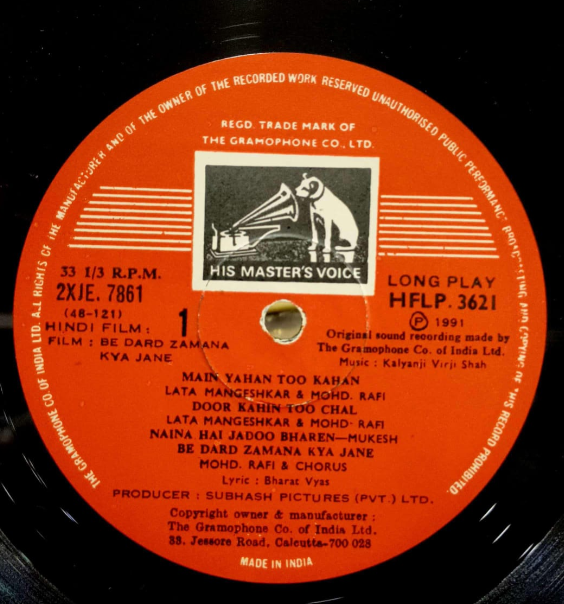 ALL RIGHTS OF THE MANUFACTURER AND OF THE OWNER OF THE RECORDED WORK RESERVED UNAUTHORISED PUBLIC PERFORMANCE BROADCASTING AND COPYING OF THIS RECORD PROHIBITED.
THE GRAMOPHONE CO. OF INDIA LTD.
REGD. TRADE MARK OF
THE GRAMOPHONE CO., LTD.
HIS MASTER'S VOICE
33 1/3 R.P.M.
2XJE. 7861
(46-121)
HINDI FILM :
1
FILM : BE DARD ZAMANA
KYA JANE
LONG PLAY
HFLP. 3621
Ⓟ 1991
Original sound recording made by
The Gramophone Co. of India Ltd.
Music : Kalyanji Virji Shah
MAIN YAHAN TOO KAHAN
LATA MANGESHKAR & MOHD. RAFI
DOOR KAHIN TOO CHAL
LATA MANGESHKAR & MOHD· RAFI
NAINA HAI JADOO BHAREN—MUKESH
BE DARD ZAMANA KYA JANE
MOHD. RAFI & CHORUS
Lyric : Bharat Vyas
PRODUCER : SUBHASH PICTURES (PVT.) LTD.
Copyright owner & manufacturer :
The Gramophone Co. of India Ltd.
33, Jessore Road, Calcutta-700 028
MADE IN INDIA